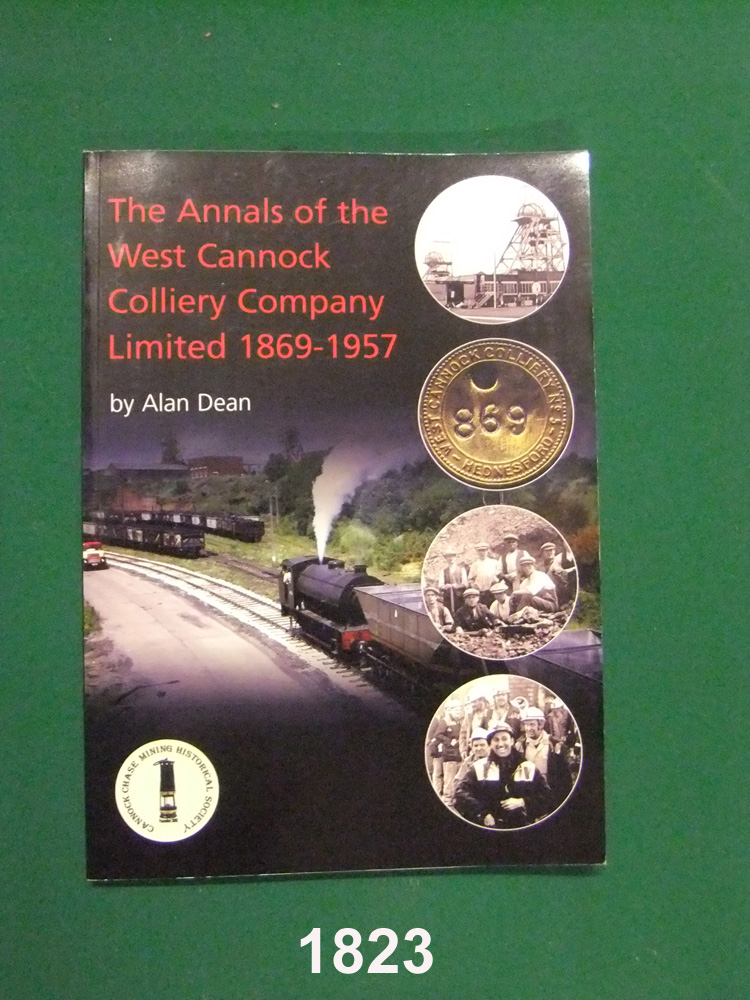 The Annals of the
West Cannock
Colliery Company
Limited 1869-1957
by Alan Dean
WEST CANNOCK COLLIERY No 5
869
- HEDNESFORD -
CANNOCK CHASE MINING HISTORICAL SOCIETY
1823